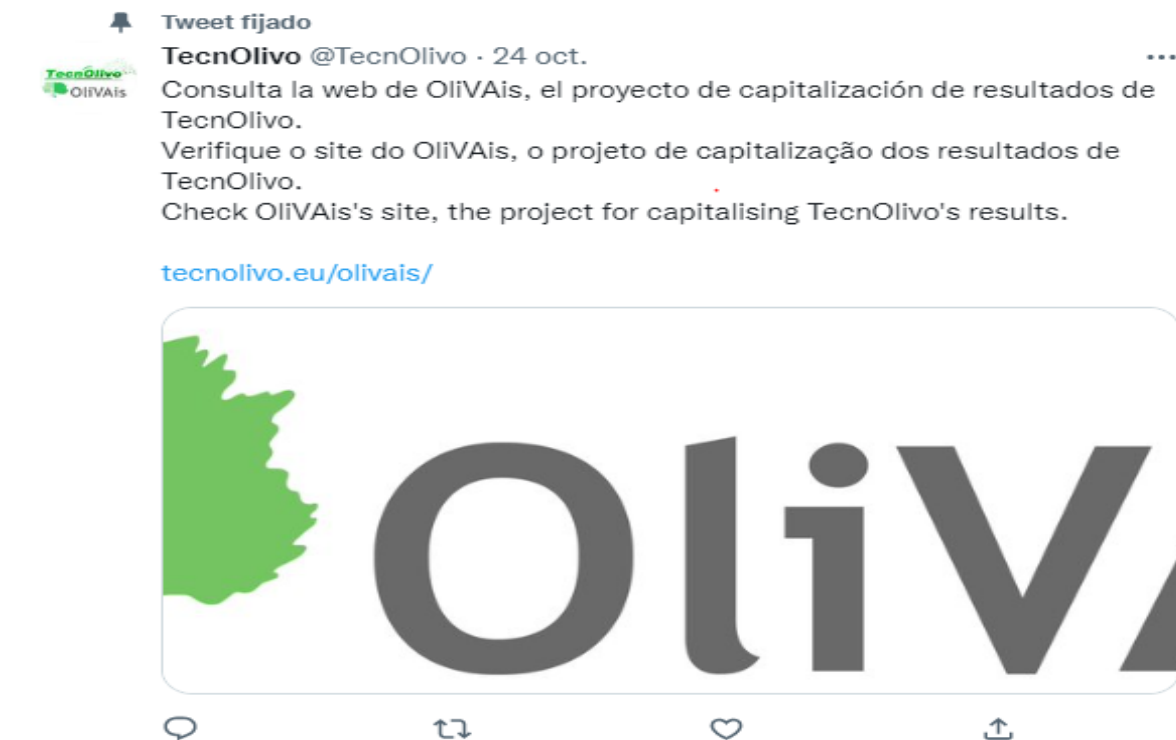 Tweet fijado
TecnOlivo @TecnOlivo · 24 oct.
TecnOlivo
OliVAis
Consulta la web de OliVAis, el proyecto de capitalización de resultados de
TecnOlivo.
Verifique o site do OliVAis, o projeto de capitalização dos resultados de
TecnOlivo.
Check OliVAis's site, the project for capitalising TecnOlivo's results.
tecnolivo.eu/olivais/
OliVA